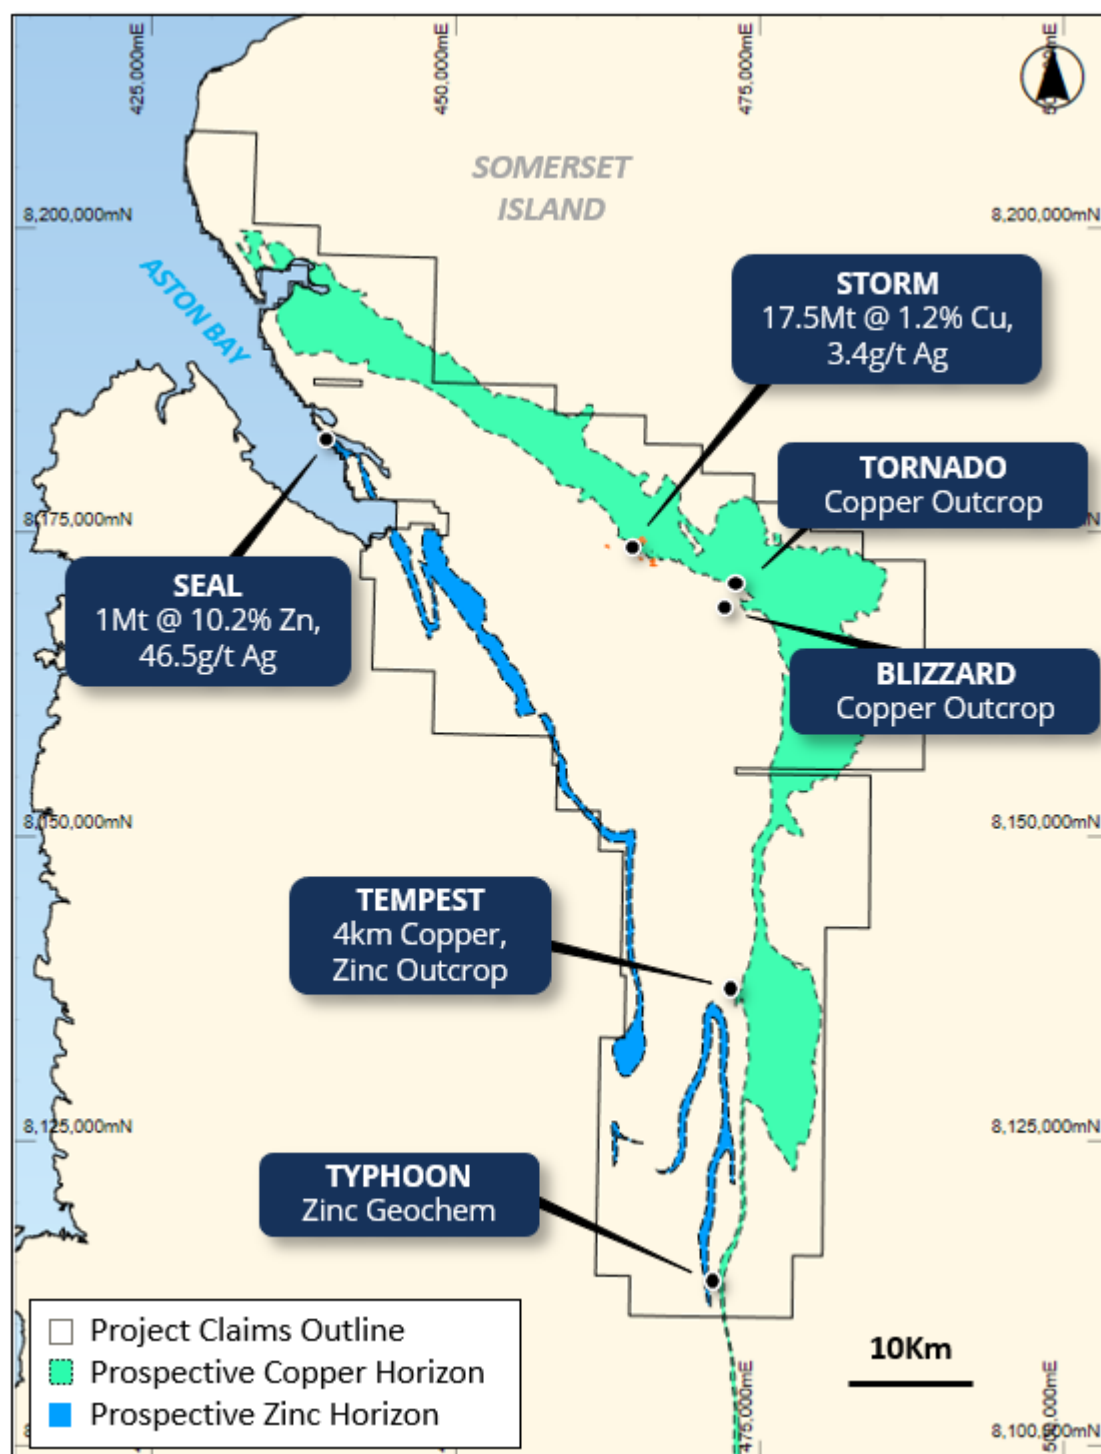 425,000mE
450,000mE
475,000mE
SOMERSET
ISLAND
8,200,000mN
8,200,000mN
ASTON BAY
STORM
17.5Mt @ 1.2% Cu,
3.4g/t Ag
TORNADO
Copper Outcrop
8,175,000mN
SEAL
1Mt @ 10.2% Zn,
46.5g/t Ag
BLIZZARD
Copper Outcrop
8,150,000mN
8,150,000mN
TEMPEST
4km Copper,
Zinc Outcrop
8,125,000mN
8,125,000mN
TYPHOON
Zinc Geochem
Project Claims Outline
Prospective Copper Horizon
Prospective Zinc Horizon
10Km
475,000mE
8,100,000mN